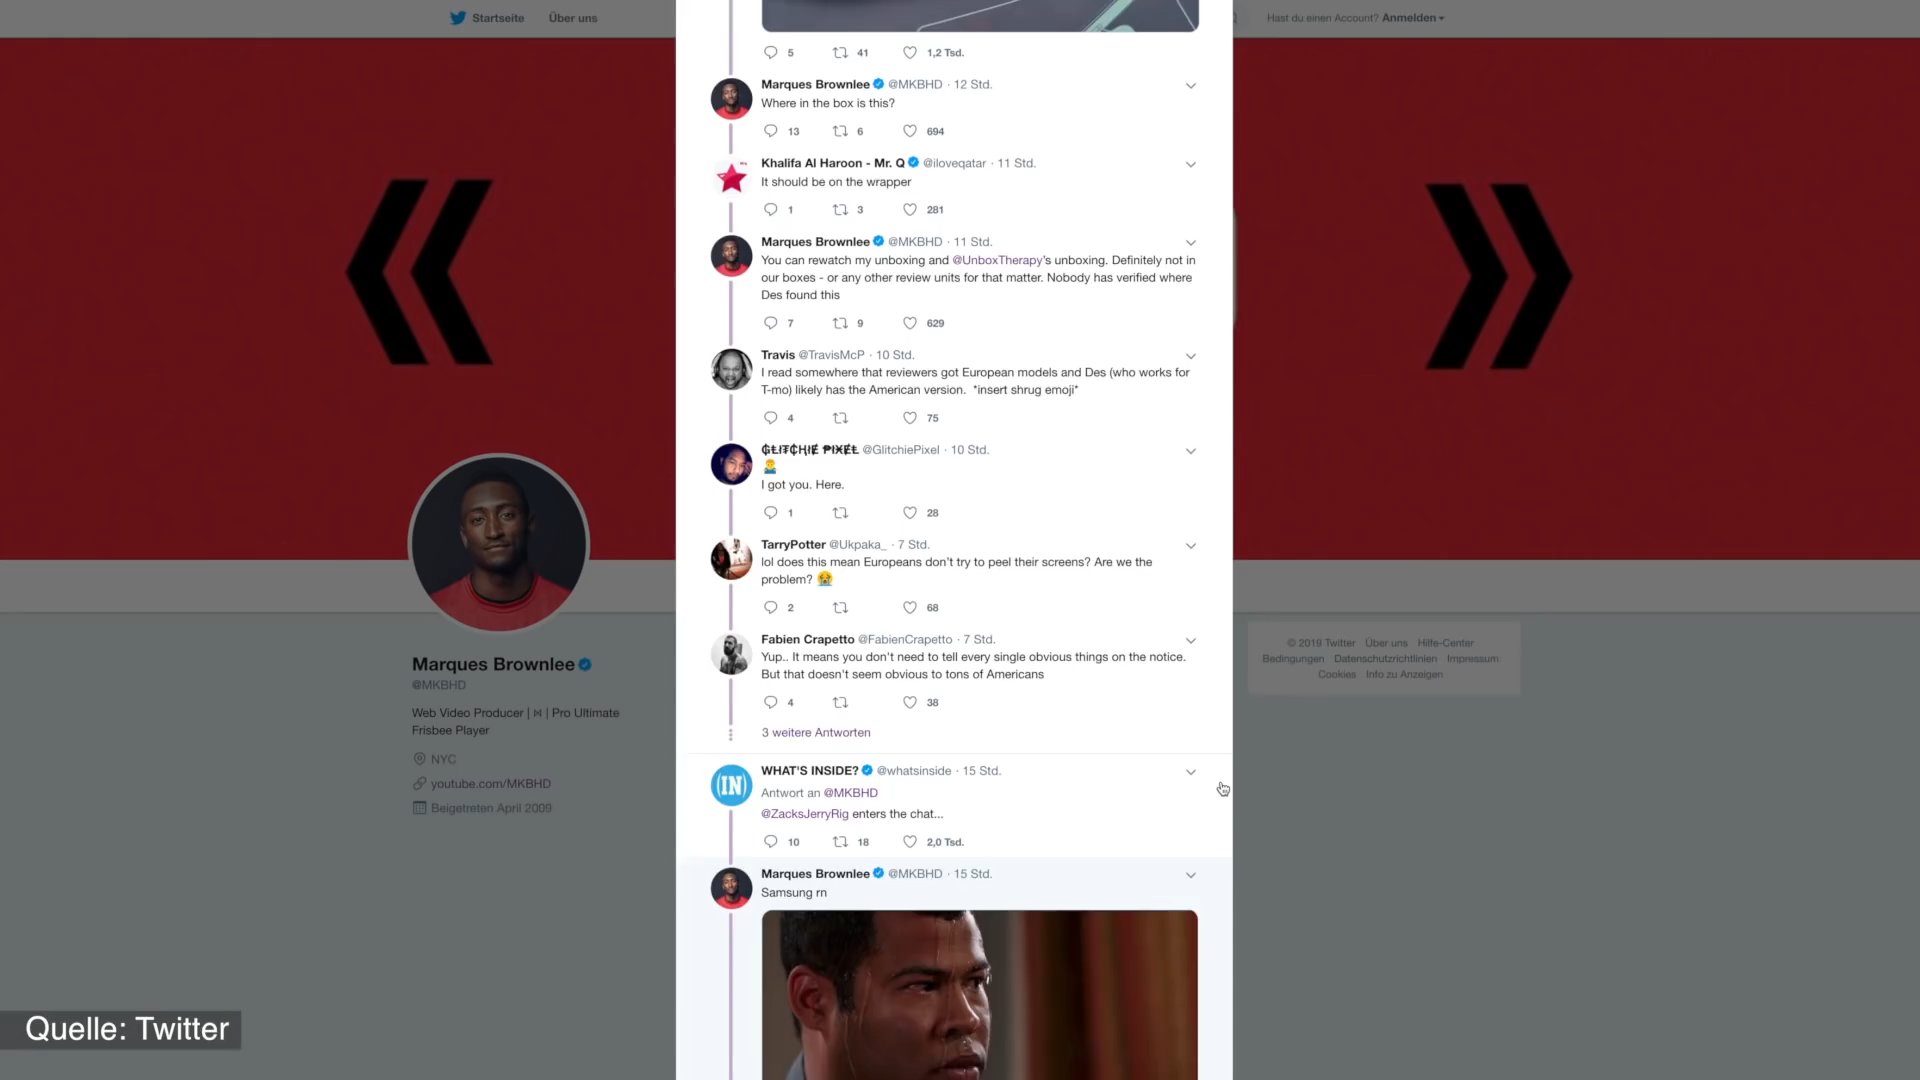 Startseite Über uns
Hast du einen Account? Anmelden
5 41 1,2 Tsd.
Marques Brownlee @MKBHD · 12 Std.
Where in the box is this?
13 6 694
Khalifa Al Haroon - Mr. Q @iloveqatar · 11 Std.
It should be on the wrapper
1 3 281
Marques Brownlee @MKBHD · 11 Std.
You can rewatch my unboxing and @UnboxTherapy's unboxing. Definitely not in
our boxes - or any other review units for that matter. Nobody has verified where
Des found this
7 9 629
Travis @TravisMcP · 10 Std.
I read somewhere that reviewers got European models and Des (who works for
T-mo) likely has the American version. *insert shrug emoji*
4 75
@GlitchiePixel · 10 Std.
🤷‍♂️
I got you. Here.
1 28
TarryPotter @Ukpaka_ · 7 Std.
lol does this mean Europeans don't try to peel their screens? Are we the
problem? 😭
2 68
Fabien Crapetto @FabienCrapetto · 7 Std.
Yup.. It means you don't need to tell every single obvious things on the notice.
But that doesn't seem obvious to tons of Americans
4 38
3 weitere Antworten
WHAT'S INSIDE? @whatsinside · 15 Std.
(IN)
Antwort an @MKBHD
@ZacksJerryRig enters the chat...
10 18 2,0 Tsd.
Marques Brownlee @MKBHD · 15 Std.
Samsung rn
Marques Brownlee
@MKBHD
Web Video Producer | | Pro Ultimate
Frisbee Player
NYC
youtube.com/MKBHD
Beigetreten April 2009
© 2019 Twitter Über uns Hilfe-Center
Bedingungen Datenschutzrichtlinien Impressum
Cookies Info zu Anzeigen
Quelle: Twitter